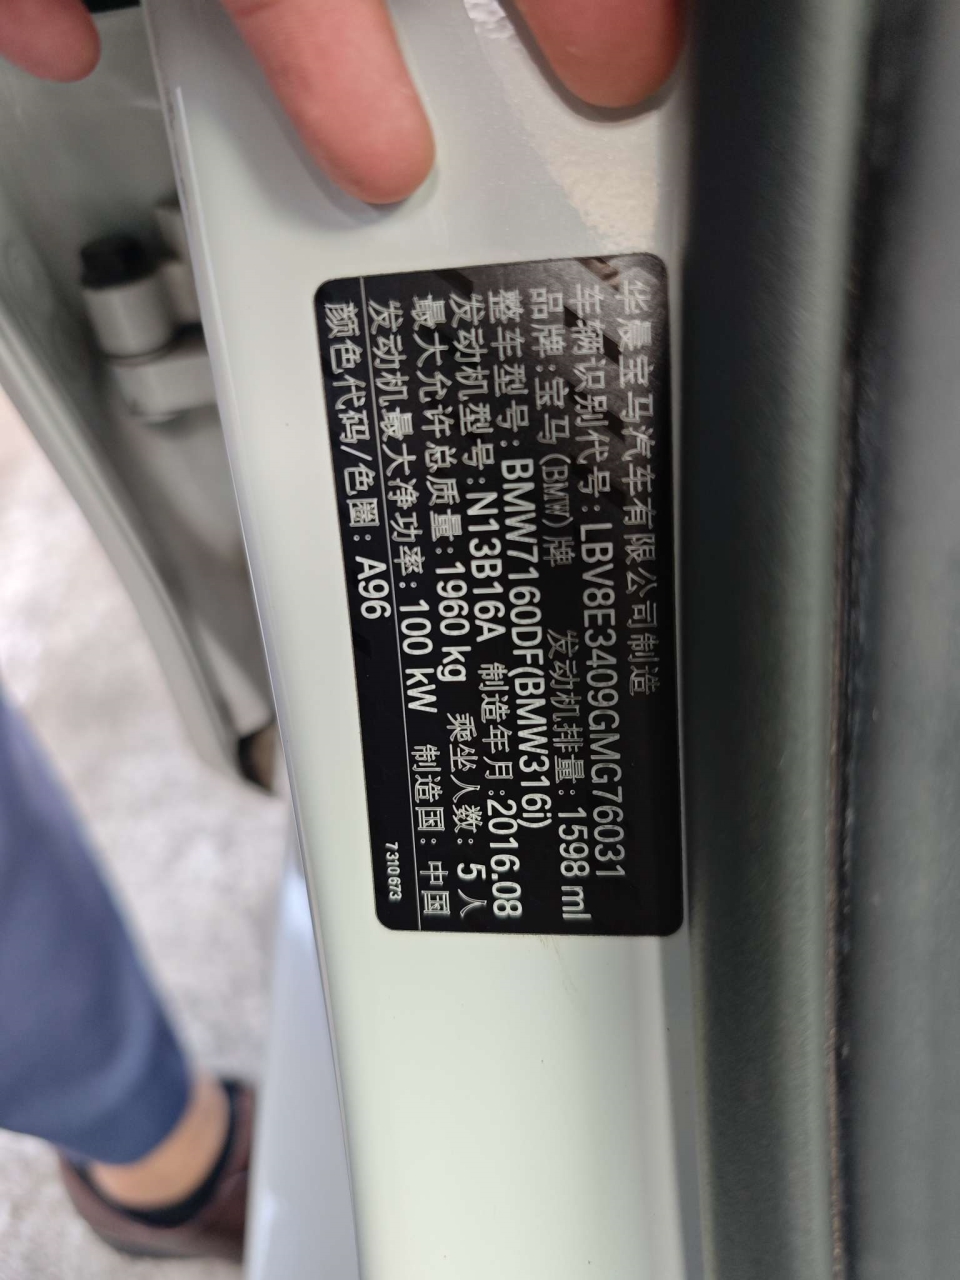 华晨宝马汽车有限公司制造
车辆识别代号:LBV8E3409GMG76031
品牌:宝马(BMW)牌 发动机排量:1598 ml
整车型号:BMW7160DF(BMW316i)
发动机型号:N13B16A 制造年月:2016.08
最大允许总质量:1960 kg 乘坐人数:5人
发动机最大净功率:100 kW 制造国:中国
颜色代码/色圈:A96
7310673